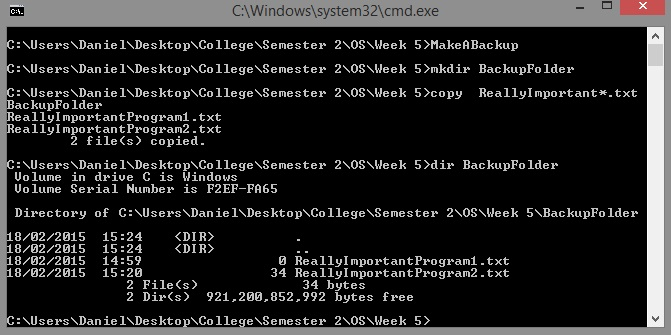 C:\Windows\system32\cmd.exe
C:\Users\Daniel\Desktop\College\Semester 2\OS\Week 5>MakeABackup
C:\Users\Daniel\Desktop\College\Semester 2\OS\Week 5>mkdir BackupFolder
C:\Users\Daniel\Desktop\College\Semester 2\OS\Week 5>copy  ReallyImportant*.txt
BackupFolder
ReallyImportantProgram1.txt
ReallyImportantProgram2.txt
        2 file(s) copied.
C:\Users\Daniel\Desktop\College\Semester 2\OS\Week 5>dir BackupFolder
 Volume in drive C is Windows
 Volume Serial Number is F2EF-FA65
 Directory of C:\Users\Daniel\Desktop\College\Semester 2\OS\Week 5\BackupFolder
18/02/2015  15:24    <DIR>          .
18/02/2015  15:24    <DIR>          ..
18/02/2015  14:59                 0 ReallyImportantProgram1.txt
18/02/2015  15:20                34 ReallyImportantProgram2.txt
               2 File(s)             34 bytes
               2 Dir(s)  921,200,852,992 bytes free
C:\Users\Daniel\Desktop\College\Semester 2\OS\Week 5>